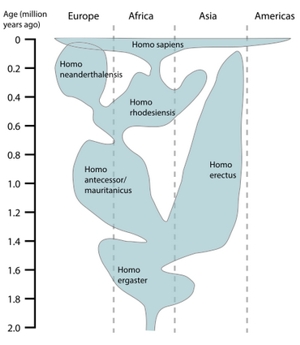 Age (million
years ago)
Europe
Africa
Asia
Americas
0
0.2
0.4
0.6
0.8
1.0
1.2
1.4
1.6
1.8
2.0
Homo sapiens
Homo
neanderthalensis
Homo
rhodesiensis
Homo
antecessor/
mauritanicus
Homo
erectus
Homo
ergaster